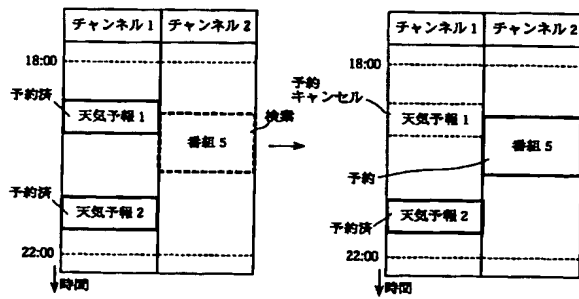 チャンネル1 チャンネル2
18:00
予約済
天気予報1
検索
番組5
予約済
天気予報2
22:00
時間
チャンネル1 チャンネル2
18:00
予約
キャンセル
天気予報1
番組5
予約
天気予報2
予約済
22:00
時間